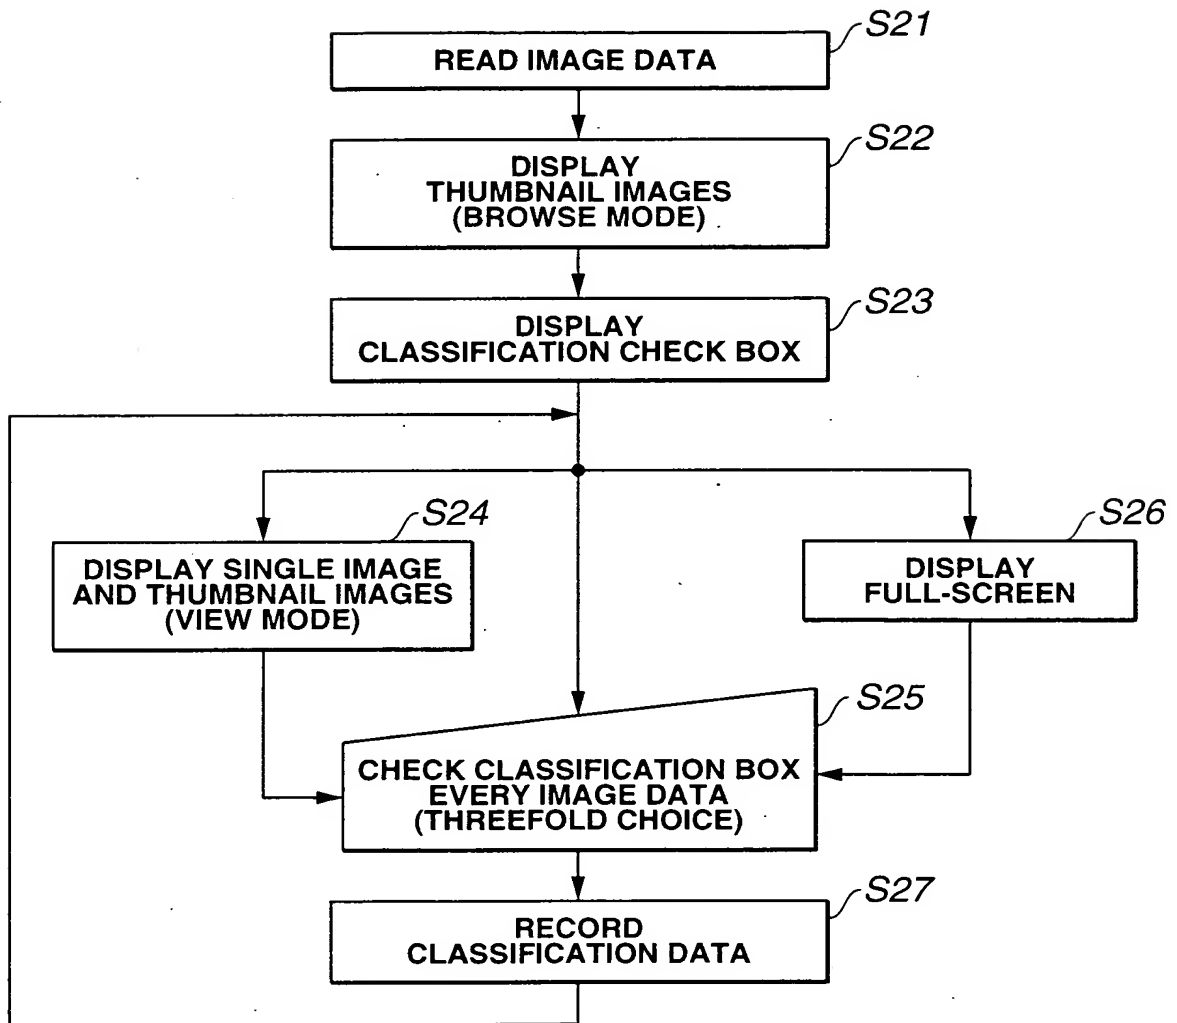 S21
READ IMAGE DATA
S22
DISPLAY
THUMBNAIL IMAGES
(BROWSE MODE)
S23
DISPLAY
CLASSIFICATION CHECK BOX
S24
DISPLAY SINGLE IMAGE
AND THUMBNAIL IMAGES
(VIEW MODE)
S26
DISPLAY
FULL-SCREEN
S25
CHECK CLASSIFICATION BOX
EVERY IMAGE DATA
(THREEFOLD CHOICE)
S27
RECORD
CLASSIFICATION DATA